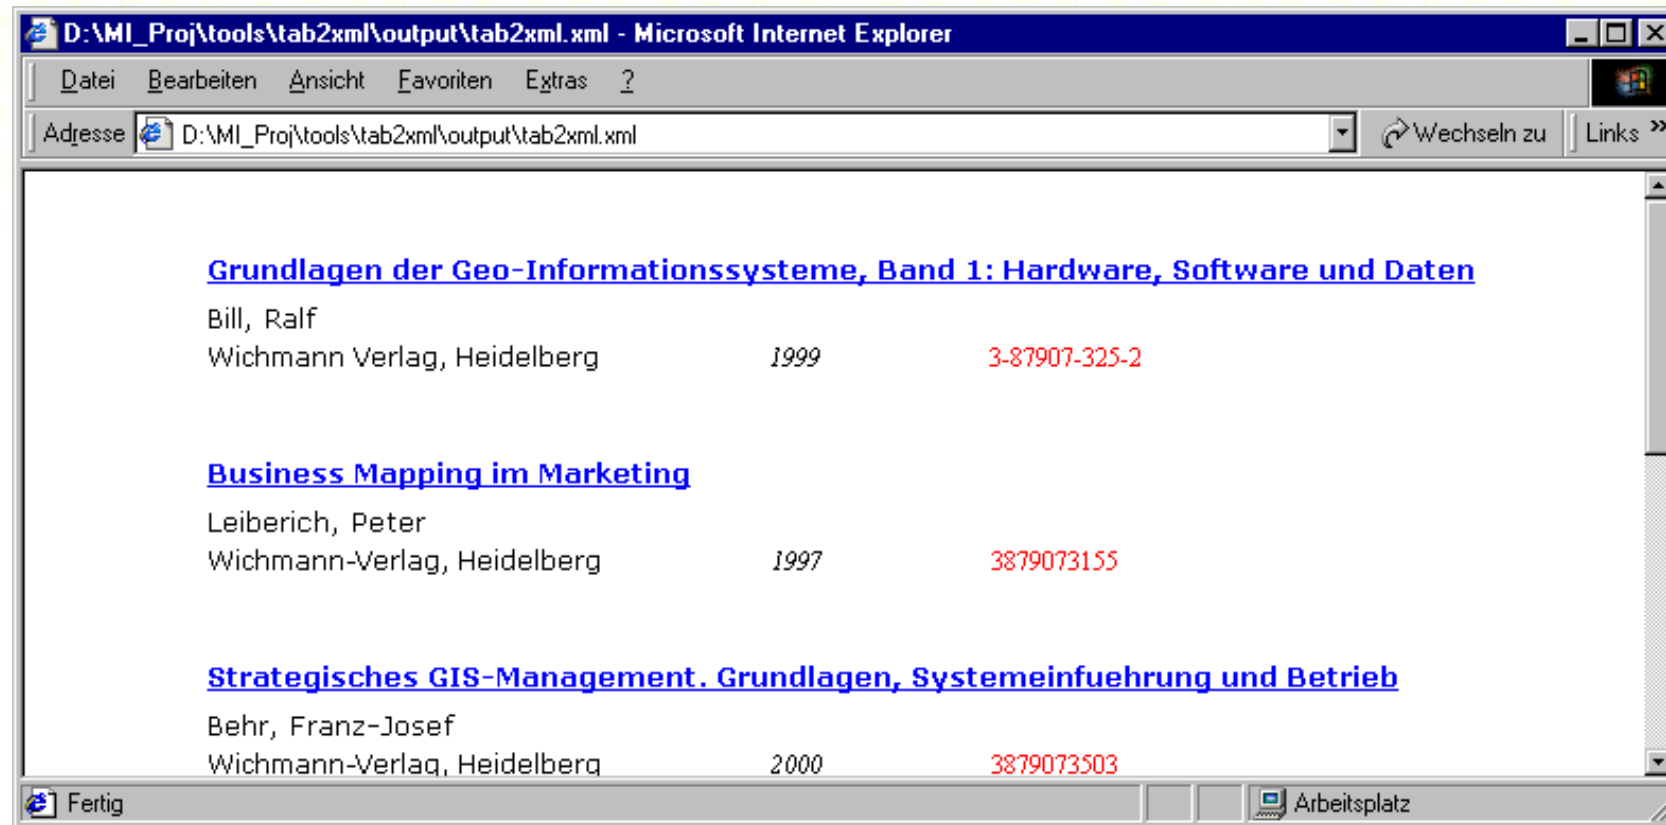 D:\MI_Proj\tools\tab2xml\output\tab2xml.xml - Microsoft Internet Explorer
Datei Bearbeiten Ansicht Favoriten Extras ?
Adresse D:\MI_Proj\tools\tab2xml\output\tab2xml.xml Wechseln zu Links »
Grundlagen der Geo-Informationssysteme, Band 1: Hardware, Software und Daten
Bill, Ralf
Wichmann Verlag, Heidelberg 1999 3-87907-325-2
Business Mapping im Marketing
Leiberich, Peter
Wichmann-Verlag, Heidelberg 1997 3879073155
Strategisches GIS-Management. Grundlagen, Systemeinfuehrung und Betrieb
Behr, Franz-Josef
Wichmann-Verlag, Heidelberg 2000 3879073503
Fertig Arbeitsplatz